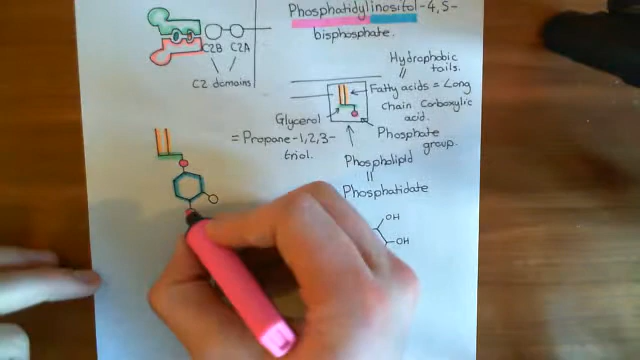 Phosphatidylinositol-4,5-
bisphosphate.
C2B C2A
C2 domains
Hydrophobic
tails.
Fatty acids = Long
Chain Carboxylic
acid.
Glycerol
= Propane-1,2,3-
triol.
Phosphate
group.
Phospholipid
Phosphatidate
OH
OH